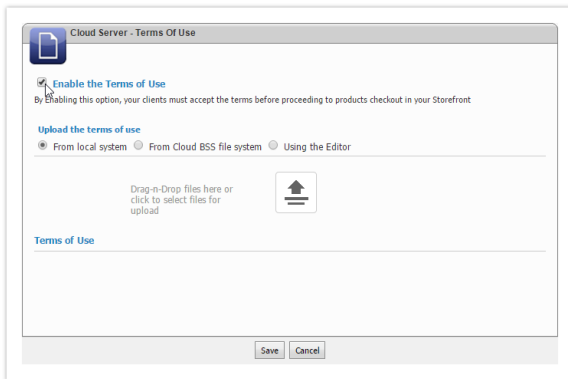 Cloud Server - Terms Of Use
Enable the Terms of Use
By Enabling this option, your clients must accept the terms before proceeding to products checkout in your Storefront
Upload the terms of use
From local system From Cloud BSS file system Using the Editor
Drag-n-Drop files here or
click to select files for
upload
Terms of Use
Save Cancel